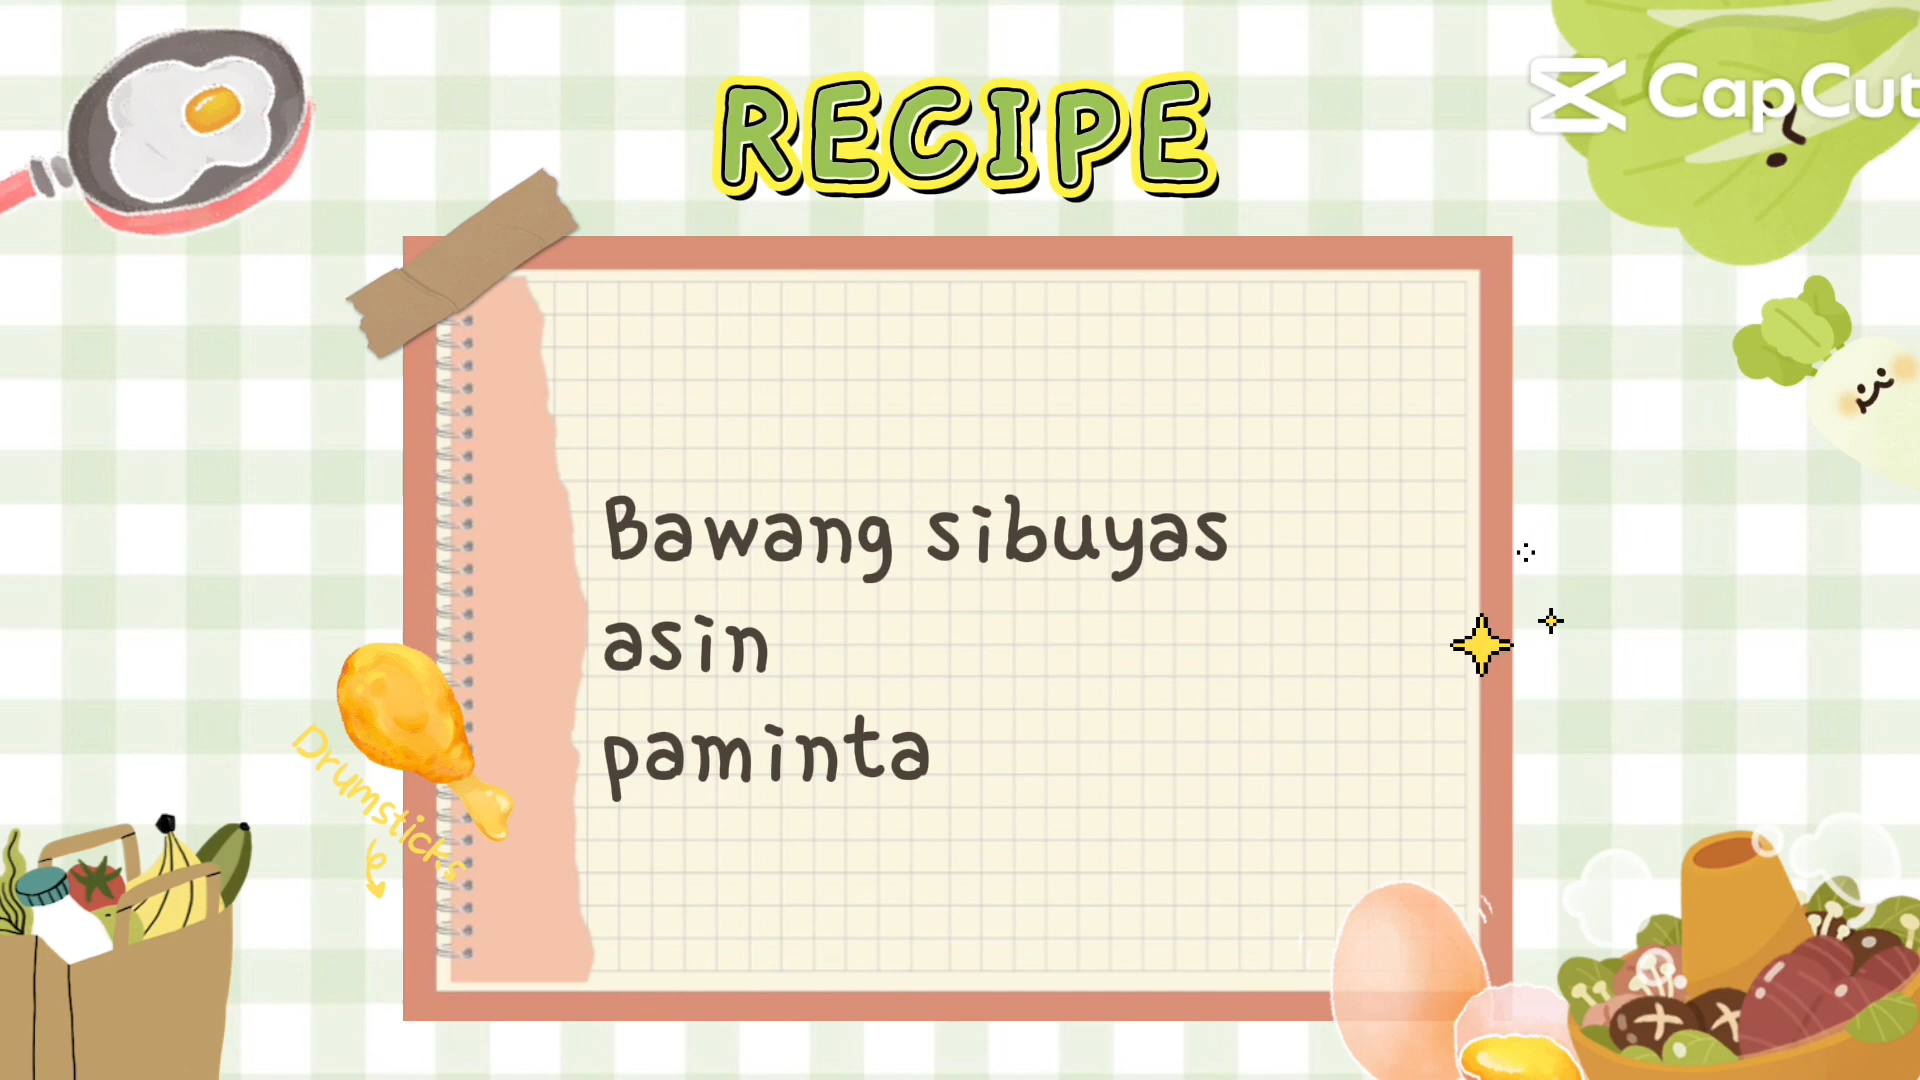 CapCut
RECIPE
Bawang sibuyas
asin
paminta
Drumsticks